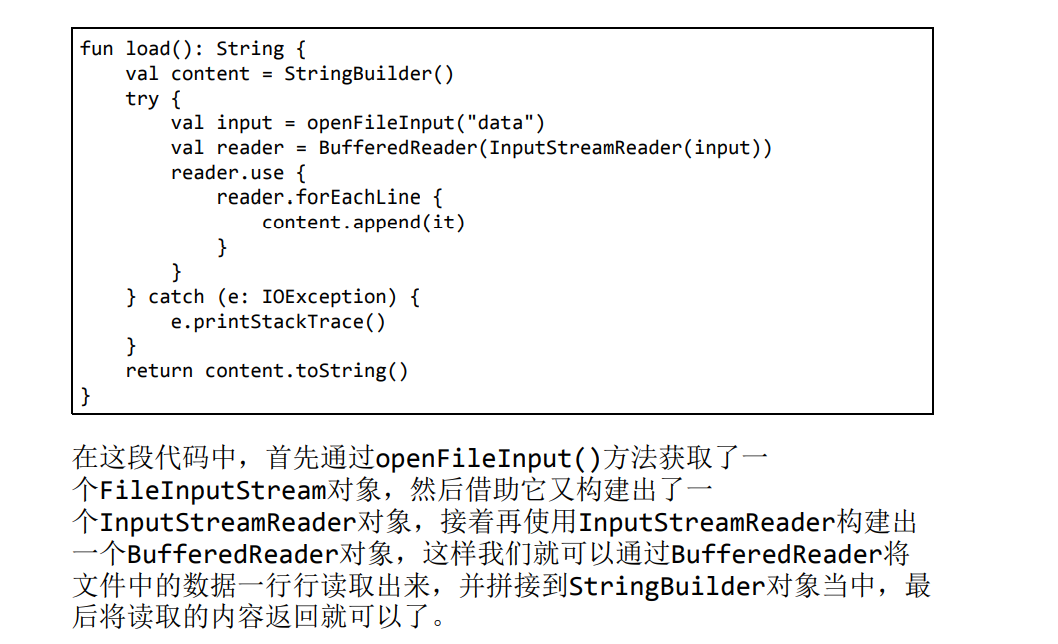 fun load(): String {
    val content = StringBuilder()
    try {
        val input = openFileInput("data")
        val reader = BufferedReader(InputStreamReader(input))
        reader.use {
            reader.forEachLine {
                content.append(it)
            }
        }
    } catch (e: IOException) {
        e.printStackTrace()
    }
    return content.toString()
}
在这段代码中，首先通过openFileInput()方法获取了一
个FileInputStream对象，然后借助它又构建出了一
个InputStreamReader对象，接着再使用InputStreamReader构建出
一个BufferedReader对象，这样我们就可以通过BufferedReader将
文件中的数据一行行读取出来，并拼接到StringBuilder对象当中，最
后将读取的内容返回就可以了。